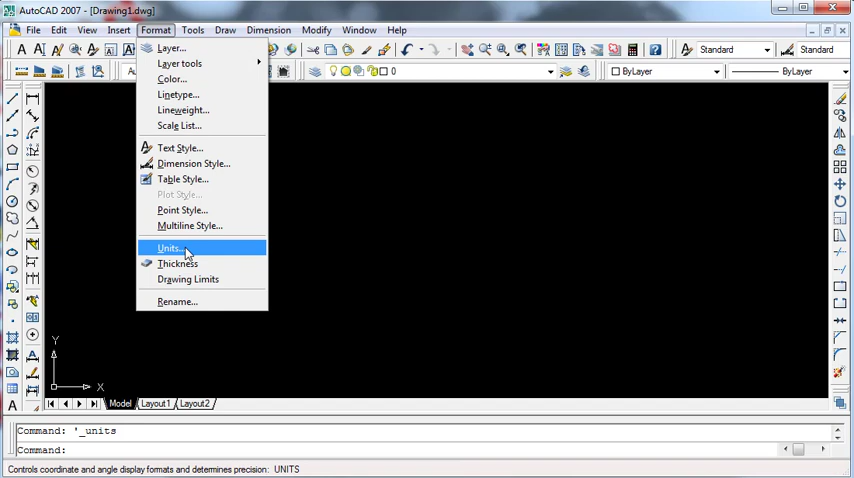 AutoCAD 2007 - [Drawing1.dwg]
File Edit View Insert Format Tools Draw Dimension Modify Window Help
Standard Standard
0 ByLayer ByLayer
Layer...
Layer tools
Color...
Linetype...
Lineweight...
Scale List...
Text Style...
Dimension Style...
Table Style...
Plot Style...
Point Style...
Multiline Style...
Units...
Thickness
Drawing Limits
Rename...
Y
X
Model Layout1 Layout2
Command: '_units
Command:
Controls coordinate and angle display formats and determines precision: UNITS